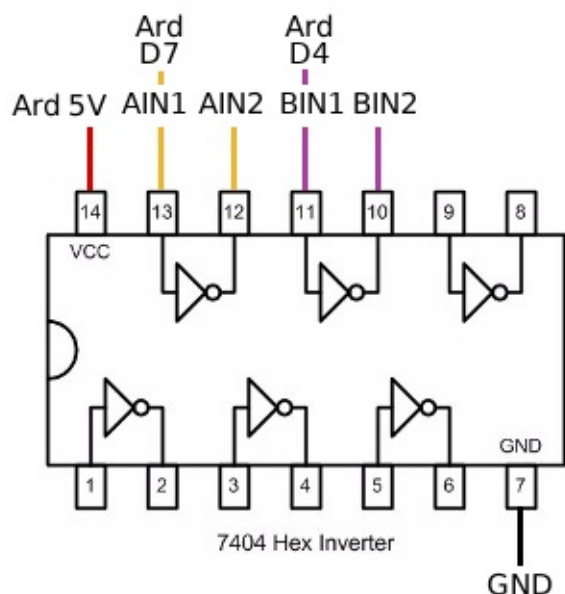 Ard Ard
D7 D4
Ard 5V AIN1 AIN2 BIN1 BIN2
14 13 12 11 10 9 8
VCC
GND
1 2 3 4 5 6 7
7404 Hex Inverter
GND